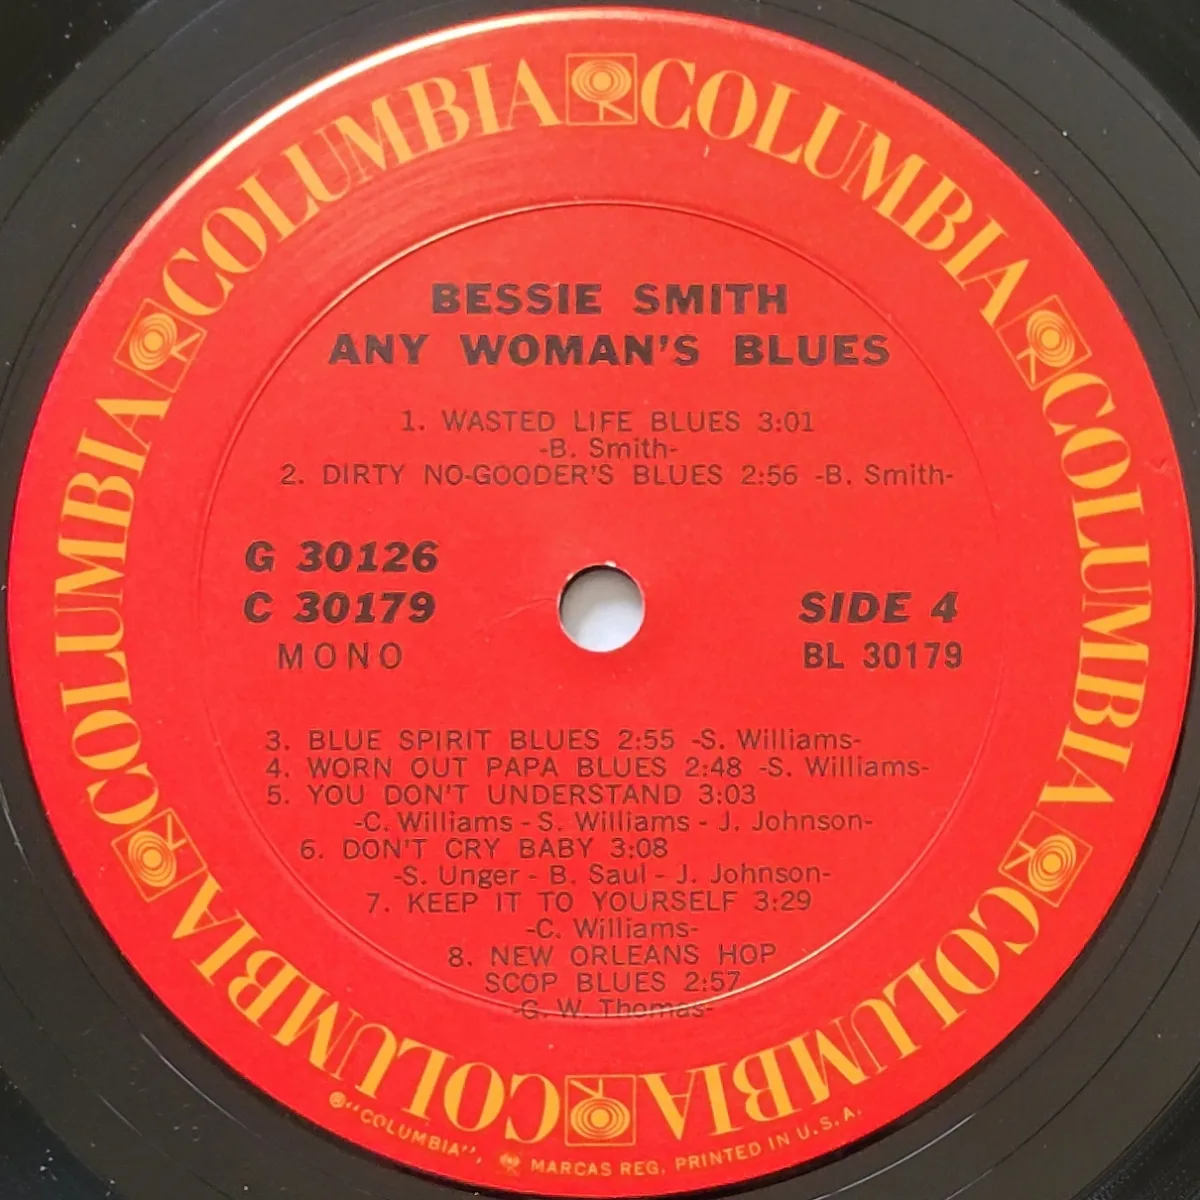 COLUMBIA COLUMBIA COLUMBIA COLUMBIA COLUMBIA COLUMBIA COLUMBIA COLUMBIA
BESSIE SMITH
ANY WOMAN'S BLUES
1. WASTED LIFE BLUES 3:01
-B. Smith-
2. DIRTY NO-GOODER'S BLUES 2:56 -B. Smith-
G 30126
C 30179
MONO
SIDE 4
BL 30179
3. BLUE SPIRIT BLUES 2:55 -S. Williams-
4. WORN OUT PAPA BLUES 2:48 -S. Williams-
5. YOU DON'T UNDERSTAND 3:03
-C. Williams - S. Williams - J. Johnson-
6. DON'T CRY BABY 3:08
-S. Unger - B. Saul - J. Johnson-
7. KEEP IT TO YOURSELF 3:29
-C. Williams-
8. NEW ORLEANS HOP
SCOP BLUES 2:57
-G. W. Thomas-
®"COLUMBIA", MARCAS REG. PRINTED IN U.S.A.